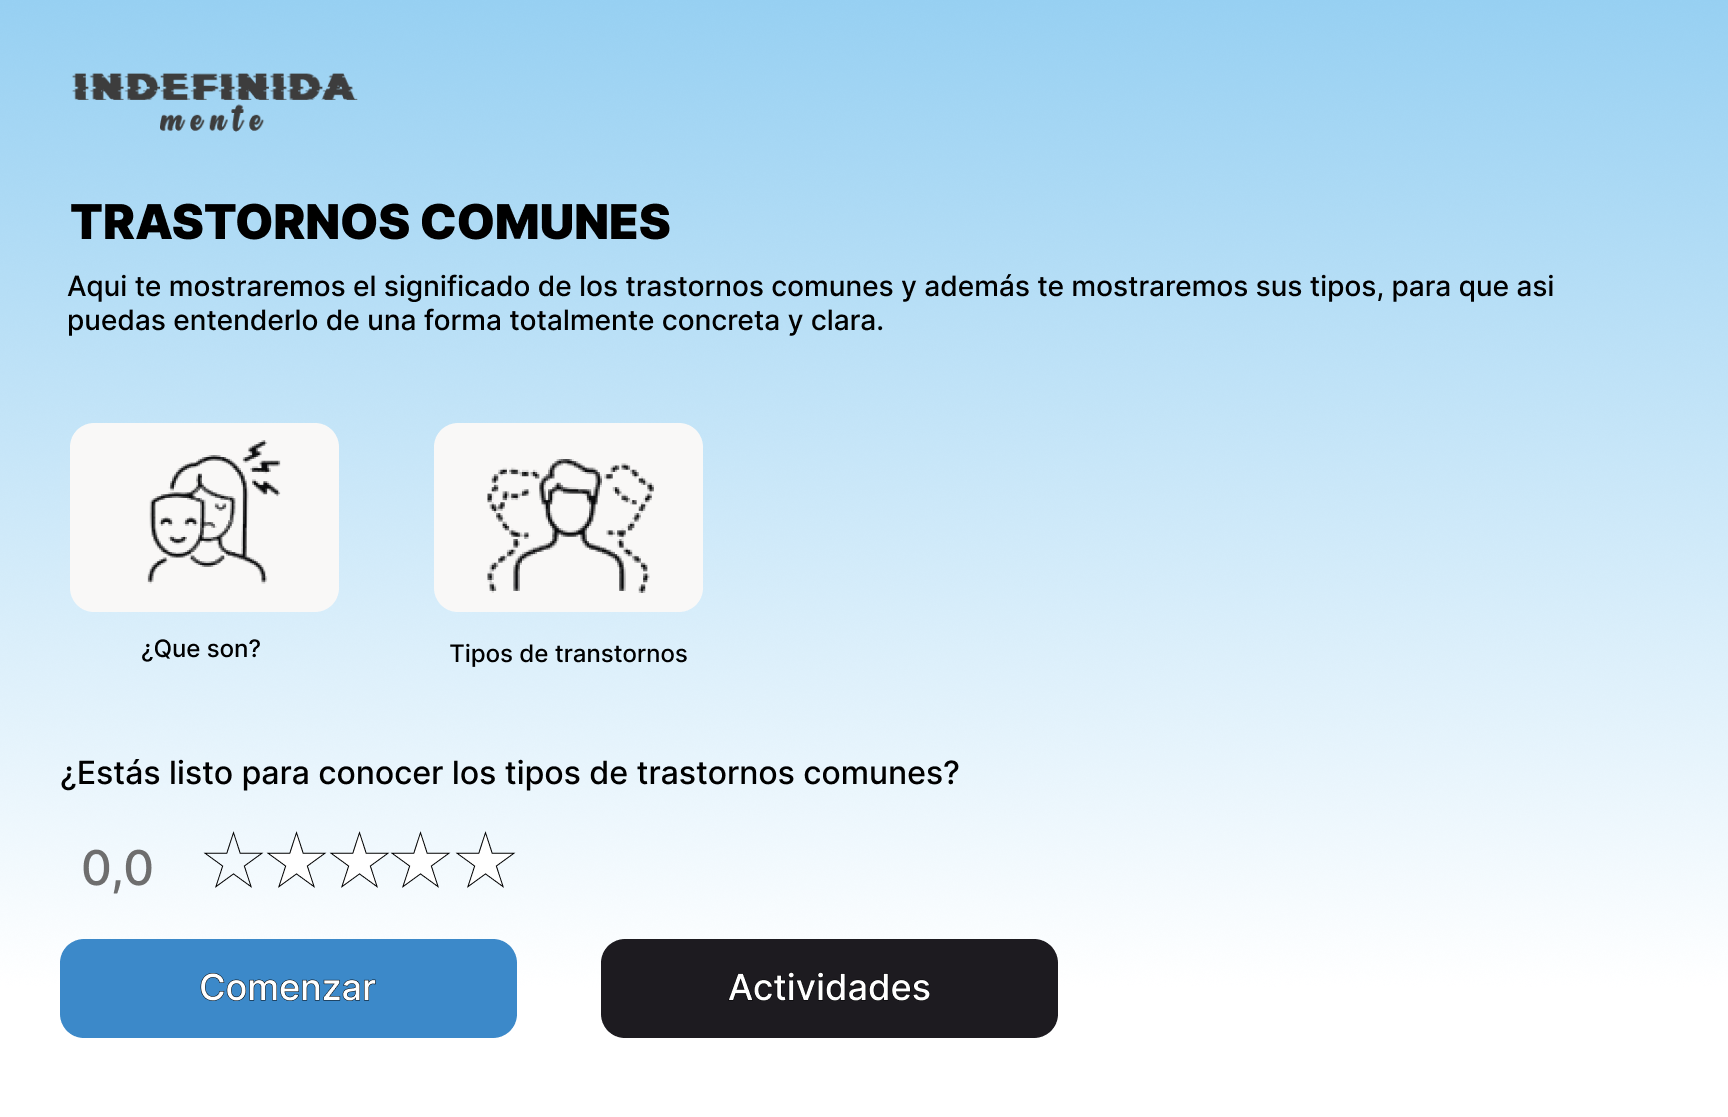 INDEFINIDA
mente
TRASTORNOS COMUNES
Aqui te mostraremos el significado de los trastornos comunes y además te mostraremos sus tipos, para que asi
puedas entenderlo de una forma totalmente concreta y clara.
¿Que son?
Tipos de transtornos
¿Estás listo para conocer los tipos de trastornos comunes?
0,0
Comenzar
Actividades